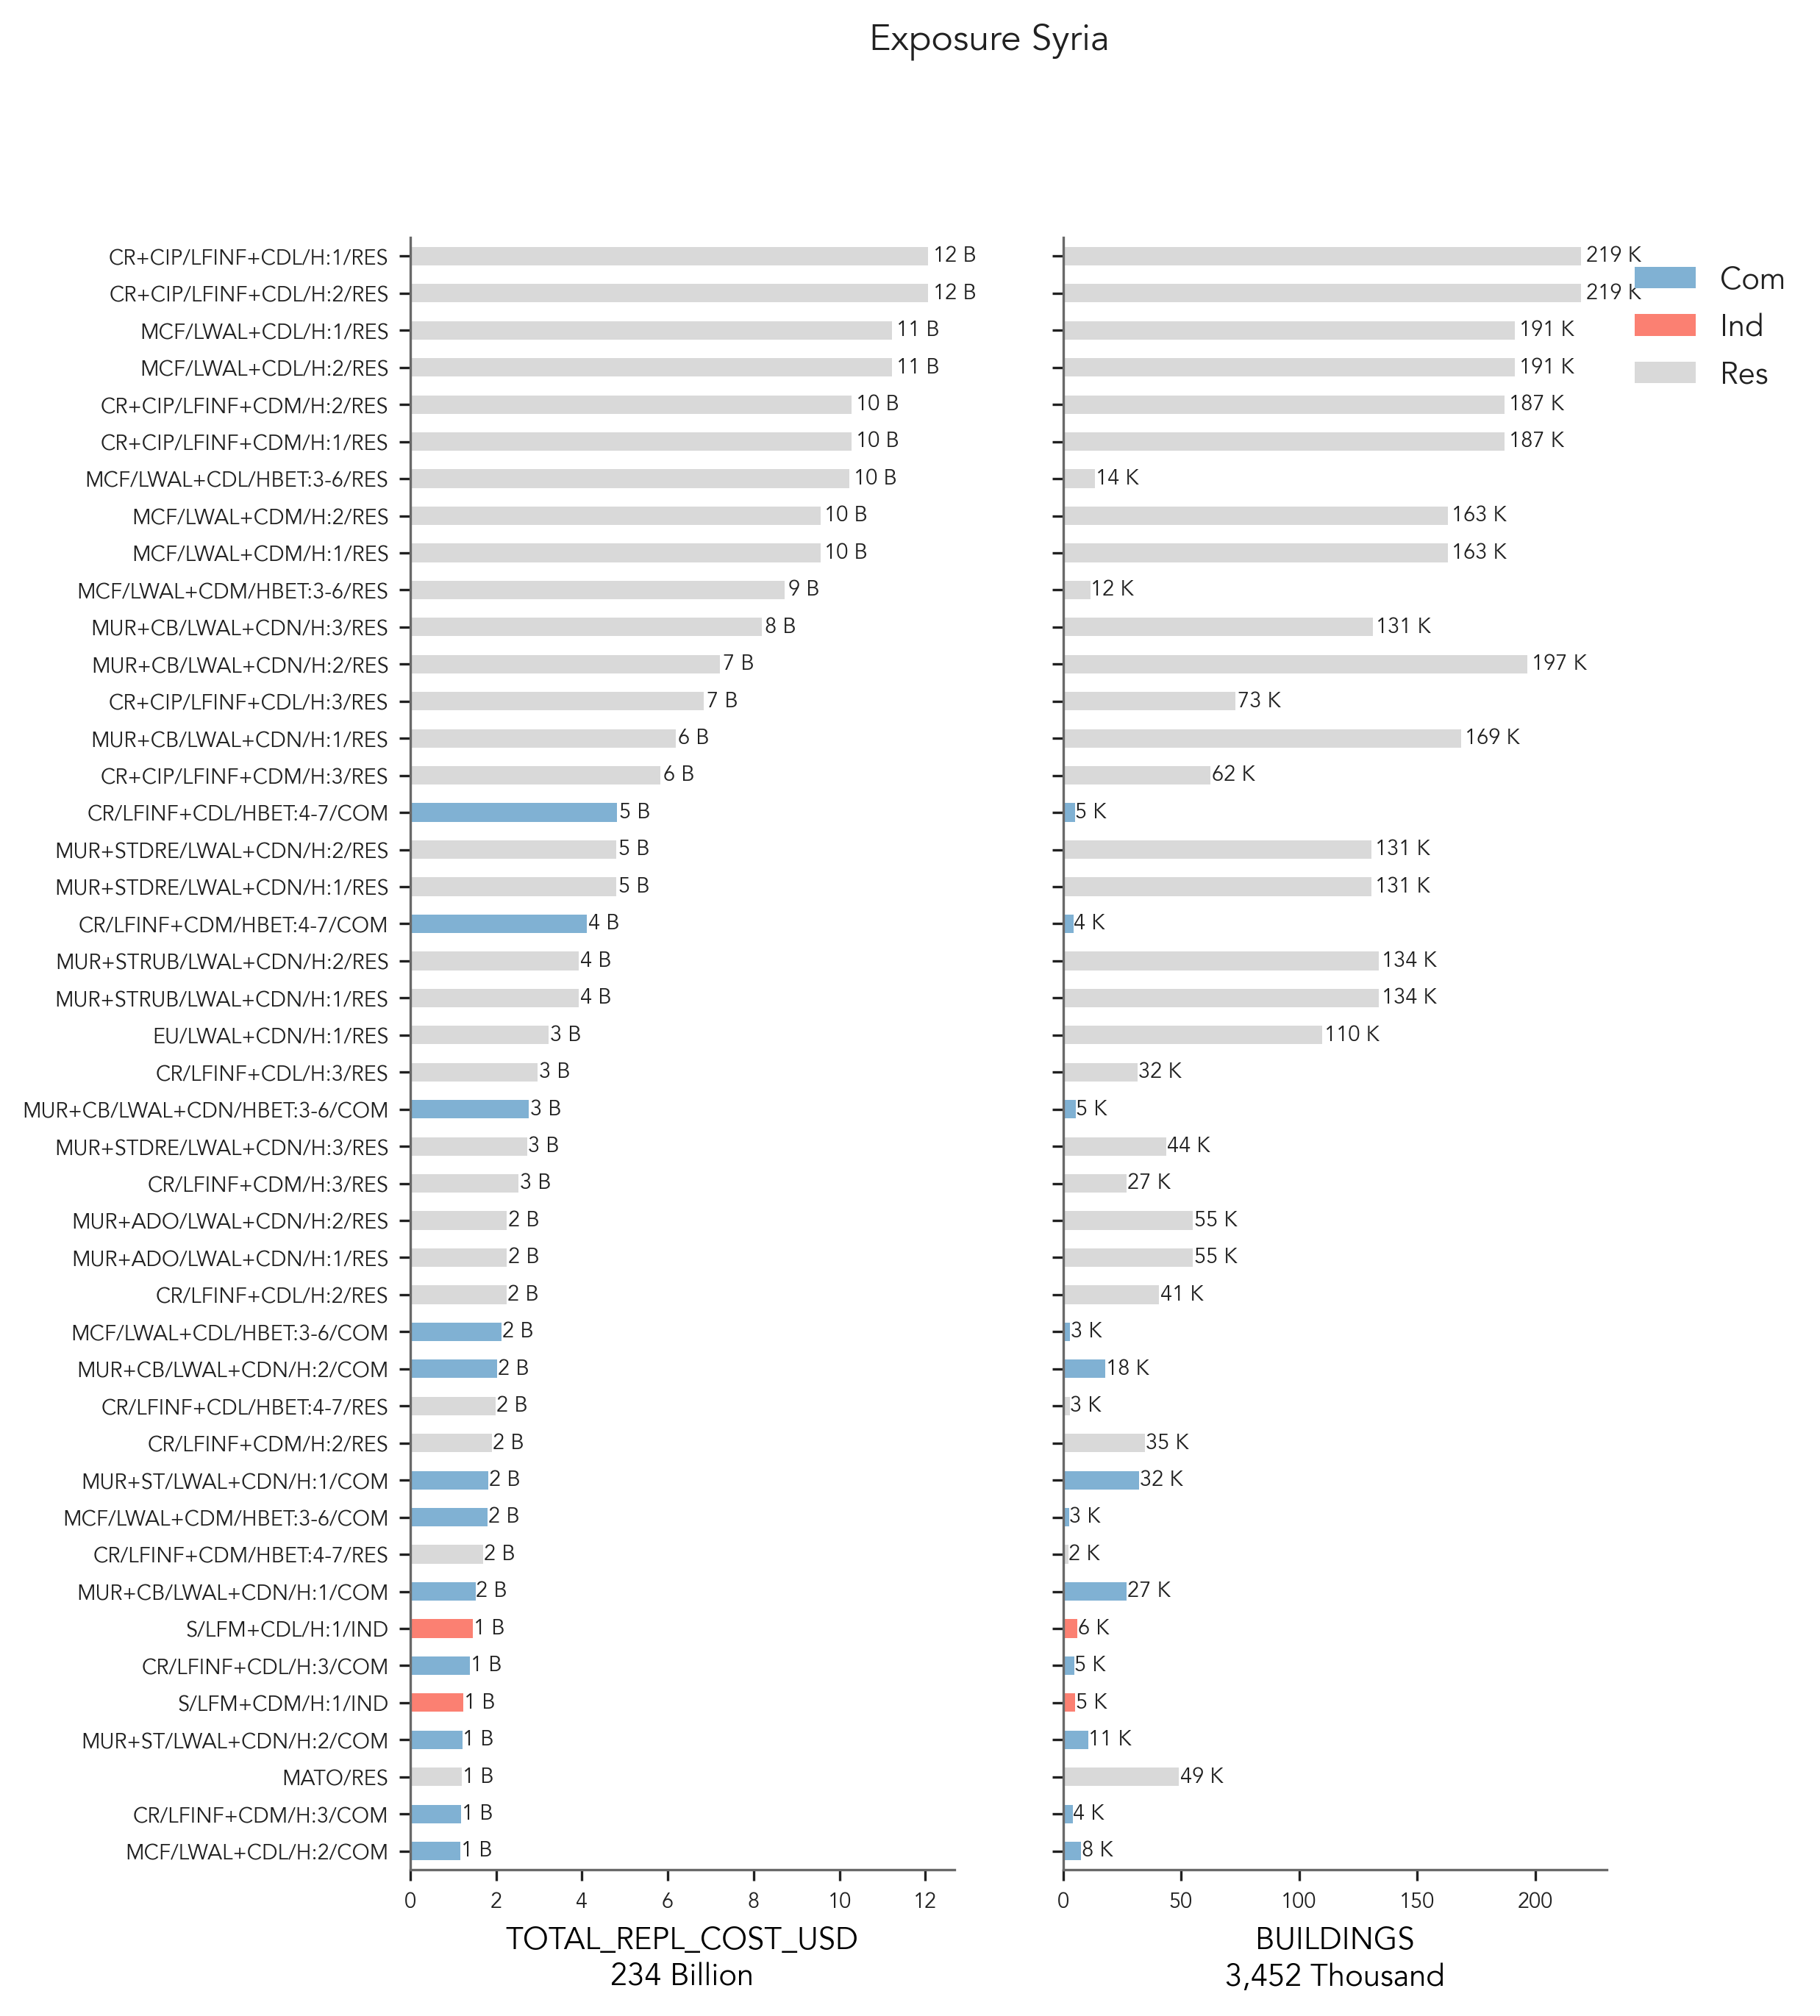 Exposure Syria
CR+CIP/LFINF+CDL/H:1/RES 12 B 219 K
CR+CIP/LFINF+CDL/H:2/RES 12 B 219 K
MCF/LWAL+CDL/H:1/RES 11 B 191 K
MCF/LWAL+CDL/H:2/RES 11 B 191 K
CR+CIP/LFINF+CDM/H:2/RES 10 B 187 K
CR+CIP/LFINF+CDM/H:1/RES 10 B 187 K
MCF/LWAL+CDL/HBET:3-6/RES 10 B 14 K
MCF/LWAL+CDM/H:2/RES 10 B 163 K
MCF/LWAL+CDM/H:1/RES 10 B 163 K
MCF/LWAL+CDM/HBET:3-6/RES 9 B 12 K
MUR+CB/LWAL+CDN/H:3/RES 8 B 131 K
MUR+CB/LWAL+CDN/H:2/RES 7 B 197 K
CR+CIP/LFINF+CDL/H:3/RES 7 B 73 K
MUR+CB/LWAL+CDN/H:1/RES 6 B 169 K
CR+CIP/LFINF+CDM/H:3/RES 6 B 62 K
CR/LFINF+CDL/HBET:4-7/COM 5 B 5 K
MUR+STDRE/LWAL+CDN/H:2/RES 5 B 131 K
MUR+STDRE/LWAL+CDN/H:1/RES 5 B 131 K
CR/LFINF+CDM/HBET:4-7/COM 4 B 4 K
MUR+STRUB/LWAL+CDN/H:2/RES 4 B 134 K
MUR+STRUB/LWAL+CDN/H:1/RES 4 B 134 K
EU/LWAL+CDN/H:1/RES 3 B 110 K
CR/LFINF+CDL/H:3/RES 3 B 32 K
MUR+CB/LWAL+CDN/HBET:3-6/COM 3 B 5 K
MUR+STDRE/LWAL+CDN/H:3/RES 3 B 44 K
CR/LFINF+CDM/H:3/RES 3 B 27 K
MUR+ADO/LWAL+CDN/H:2/RES 2 B 55 K
MUR+ADO/LWAL+CDN/H:1/RES 2 B 55 K
CR/LFINF+CDL/H:2/RES 2 B 41 K
MCF/LWAL+CDL/HBET:3-6/COM 2 B 3 K
MUR+CB/LWAL+CDN/H:2/COM 2 B 18 K
CR/LFINF+CDL/HBET:4-7/RES 2 B 3 K
CR/LFINF+CDM/H:2/RES 2 B 35 K
MUR+ST/LWAL+CDN/H:1/COM 2 B 32 K
MCF/LWAL+CDM/HBET:3-6/COM 2 B 3 K
CR/LFINF+CDM/HBET:4-7/RES 2 B 2 K
MUR+CB/LWAL+CDN/H:1/COM 2 B 27 K
S/LFM+CDL/H:1/IND 1 B 6 K
CR/LFINF+CDL/H:3/COM 1 B 5 K
S/LFM+CDM/H:1/IND 1 B 5 K
MUR+ST/LWAL+CDN/H:2/COM 1 B 11 K
MATO/RES 1 B 49 K
CR/LFINF+CDM/H:3/COM 1 B 4 K
MCF/LWAL+CDL/H:2/COM 1 B 8 K
0 2 4 6 8 10 12
TOTAL_REPL_COST_USD
234 Billion
0 50 100 150 200
BUILDINGS
3,452 Thousand
Com
Ind
Res